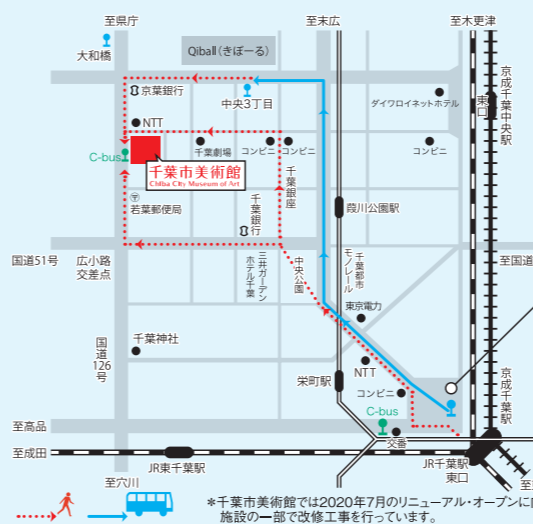 至県庁
至末広
至木更津
大和橋
Qiball（きぼーる）
京葉銀行
中央3丁目
ダイワロイネットホテル
東口
京成千葉中央駅
NTT
C-bus
千葉劇場
コンビニ
コンビニ
コンビニ
千葉市美術館
Chiba City Museum of Art
千葉銀座
若葉郵便局
千葉銀行
葭川公園駅
国道51号
広小路
交差点
三井ガーデン
ホテル千葉
中央公園
千葉都市
モノレール
至国道
東京電力
千葉神社
国道
126号
NTT
栄町駅
コンビニ
京成千葉駅
至高品
C-bus
交番
至成田
JR東千葉駅
JR千葉駅
東口
至穴川
＊千葉市美術館では2020年7月のリニューアル・オープンに
施設の一部で改修工事を行っています。